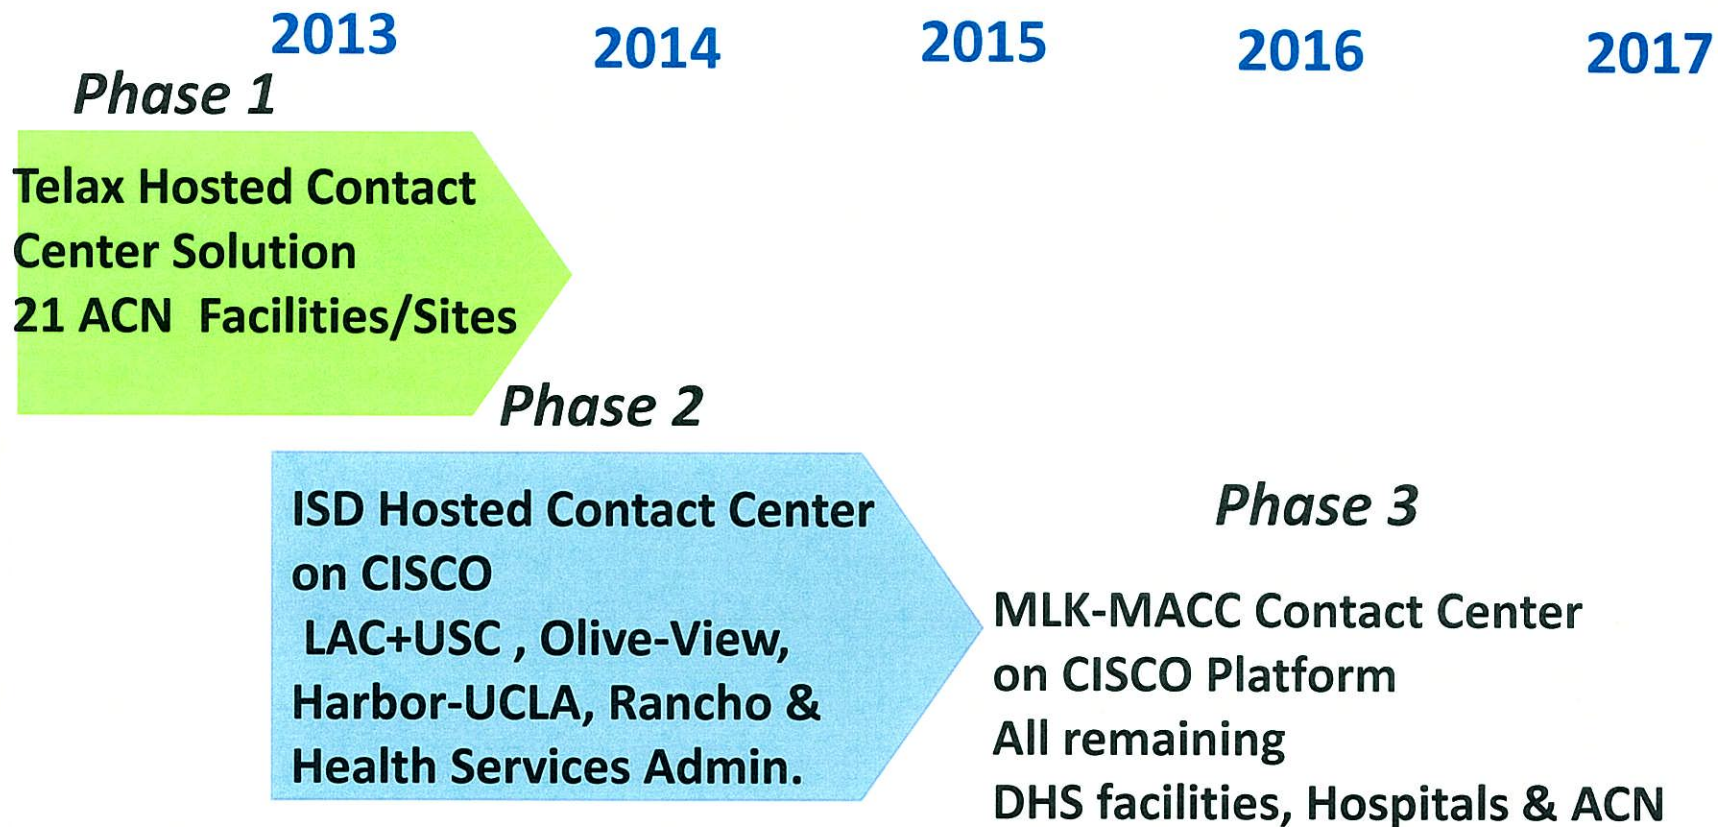 2013 2014 2015 2016 2017
Phase 1
Telax Hosted Contact
Center Solution
21 ACN Facilities/Sites
Phase 2
ISD Hosted Contact Center
on CISCO
LAC+USC , Olive-View,
Harbor-UCLA, Rancho &
Health Services Admin.
Phase 3
MLK-MACC Contact Center
on CISCO Platform
All remaining
DHS facilities, Hospitals & ACN